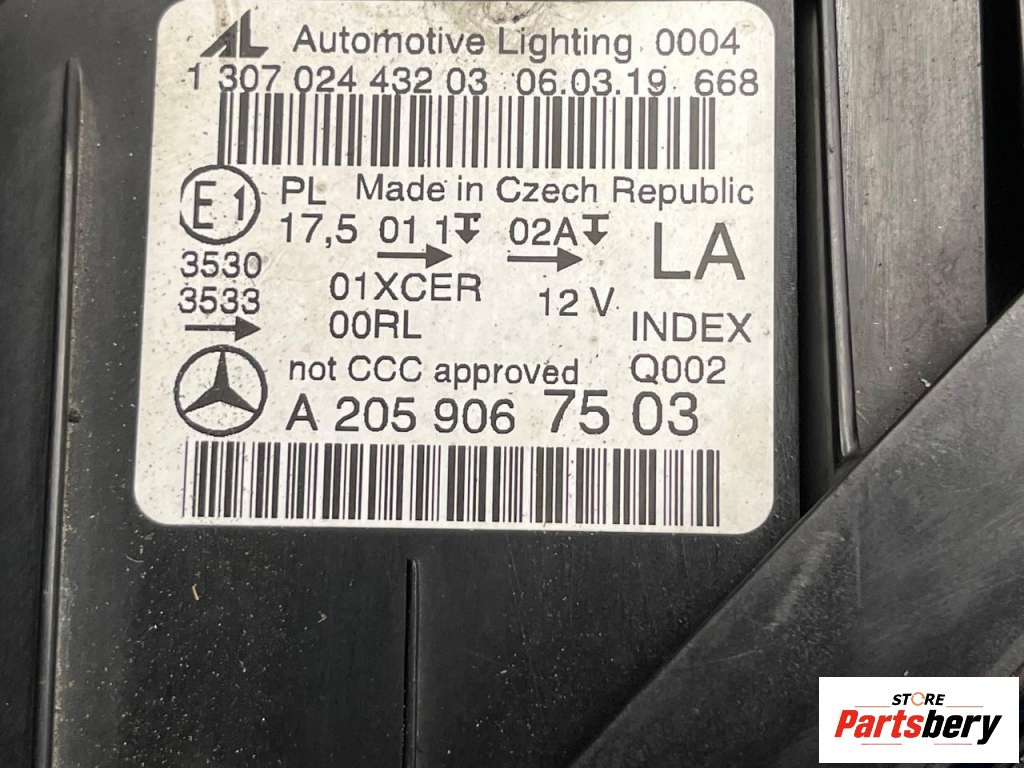 AL Automotive Lighting 0004
1 307 024 432 03 06.03.19 668
E1 PL Made in Czech Republic
17,5 01 1 02A LA
3530
3533
01XCER 12 V
00RL INDEX
not CCC approved Q002
A 205 906 75 03
STORE
Partsbery